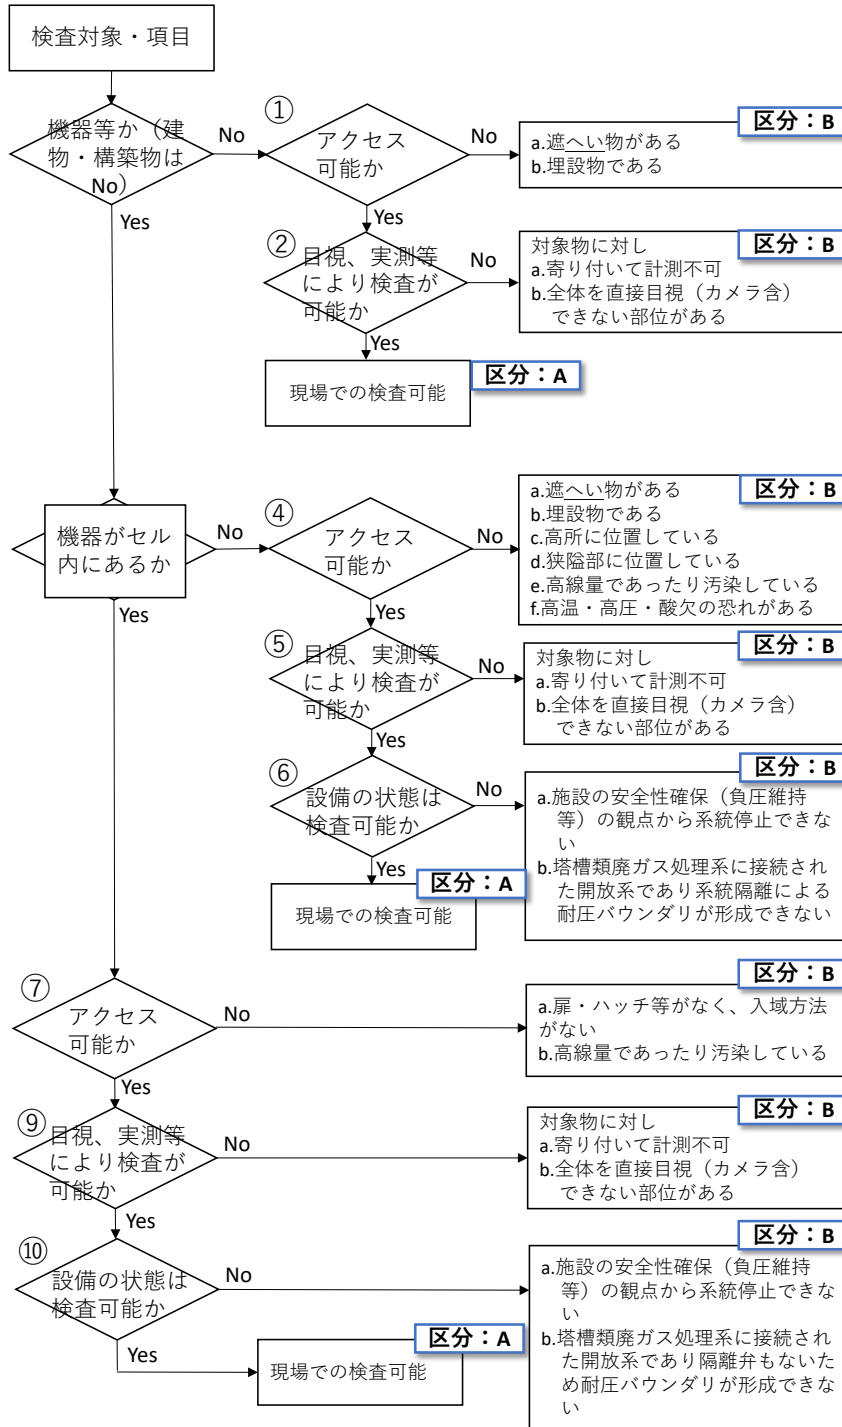 検査対象・項目
機器等か（建
物・構築物は
No）
No
Yes
①
アクセス
可能か
No
Yes
区分：B
a.遮へい物がある
b.埋設物である
②
目視、実測等
により検査が
可能か
No
Yes
区分：B
対象物に対し
a.寄り付いて計測不可
b.全体を直接目視（カメラ含）
できない部位がある
区分：A
現場での検査可能
機器がセル
内にあるか
No
Yes
④
アクセス
可能か
No
Yes
区分：B
a.遮へい物がある
b.埋設物である
c.高所に位置している
d.狭隘部に位置している
e.高線量であったり汚染している
f.高温・高圧・酸欠の恐れがある
⑤
目視、実測等
により検査が
可能か
No
Yes
区分：B
対象物に対し
a.寄り付いて計測不可
b.全体を直接目視（カメラ含）
できない部位がある
⑥
設備の状態は
検査可能か
No
Yes
区分：B
a.施設の安全性確保（負圧維持
等）の観点から系統停止できな
い
b.塔槽類廃ガス処理系に接続され
た開放系であり系統隔離による
耐圧バウンダリが形成できない
区分：A
現場での検査可能
⑦
アクセス
可能か
No
Yes
区分：B
a.扉・ハッチ等がなく、入域方法
がない
b.高線量であったり汚染している
⑨
目視、実測等
により検査が
可能か
No
Yes
区分：B
対象物に対し
a.寄り付いて計測不可
b.全体を直接目視（カメラ含）
できない部位がある
⑩
設備の状態は
検査可能か
No
Yes
区分：B
a.施設の安全性確保（負圧維持
等）の観点から系統停止できな
い
b.塔槽類廃ガス処理系に接続され
た開放系であり隔離弁もないた
め耐圧バウンダリが形成できな
い
区分：A
現場での検査可能